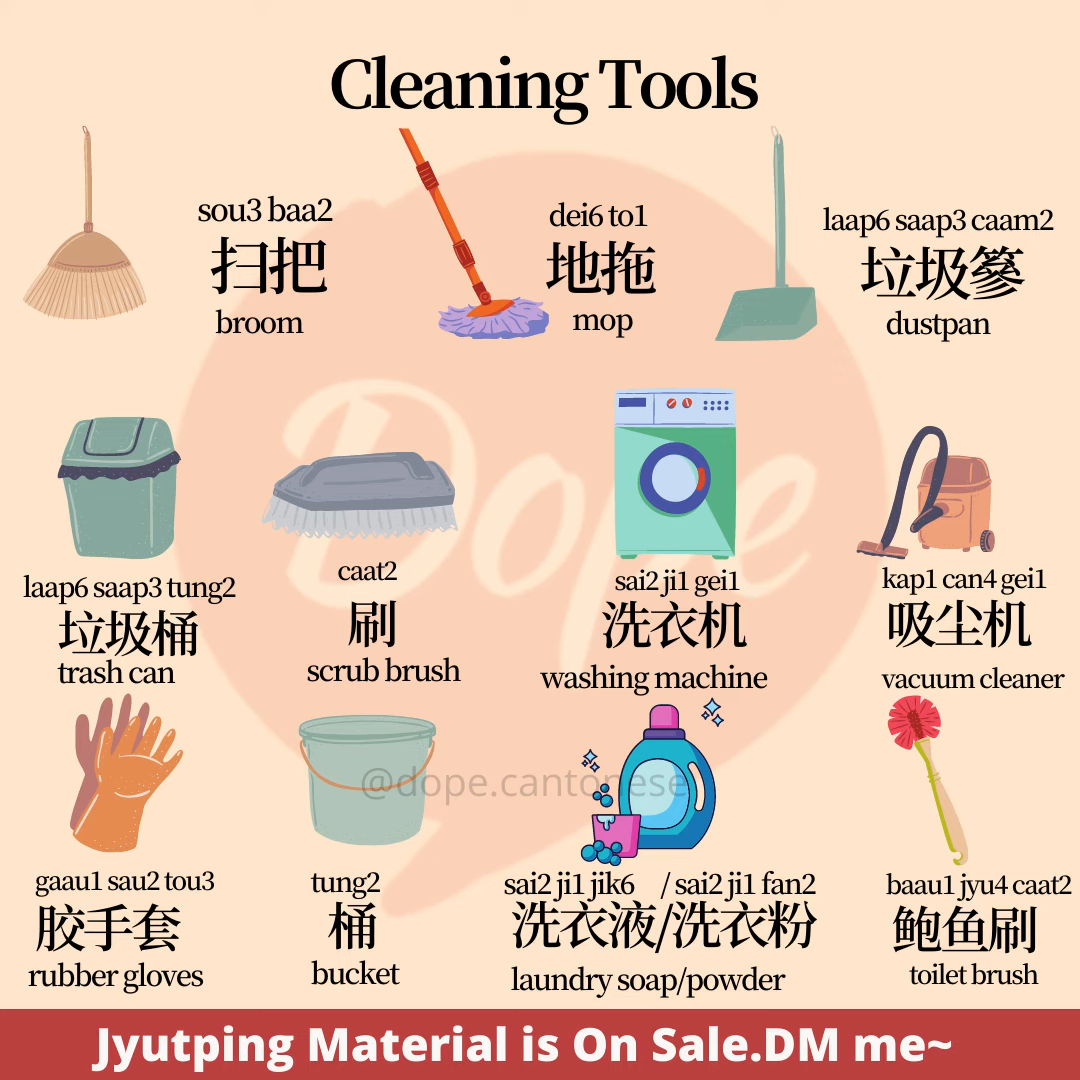 Cleaning Tools
sou3 baa2
扫把
broom
dei6 to1
地拖
mop
laap6 saap3 caam2
垃圾篸
dustpan
laap6 saap3 tung2
垃圾桶
trash can
caat2
刷
scrub brush
sai2 ji1 gei1
洗衣机
washing machine
kap1 can4 gei1
吸尘机
vacuum cleaner
gaau1 sau2 tou3
胶手套
rubber gloves
tung2
桶
bucket
sai2 ji1 jik6 / sai2 ji1 fan2
洗衣液/洗衣粉
laundry soap/powder
baau1 jyu4 caat2
鲍鱼刷
toilet brush
Dope
@dope.cantonese
Jyutping Material is On Sale.DM me~